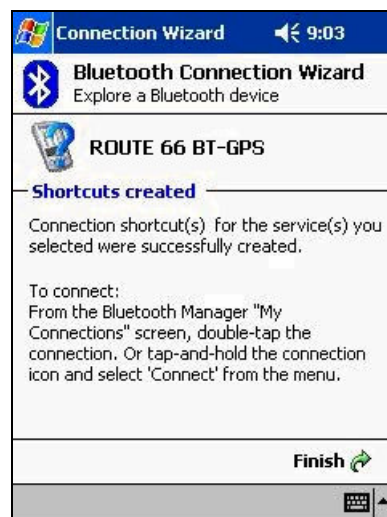 Connection Wizard 9:03
Bluetooth Connection Wizard
Explore a Bluetooth device
ROUTE 66 BT-GPS
Shortcuts created
Connection shortcut(s) for the service(s) you
selected were successfully created.
To connect:
From the Bluetooth Manager "My
Connections" screen, double-tap the
connection. Or tap-and-hold the connection
icon and select 'Connect' from the menu.
Finish